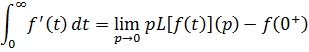 ∫₀^∞ f′(t) dt = lim_{p→0} pL[f(t)](p) − f(0⁺)